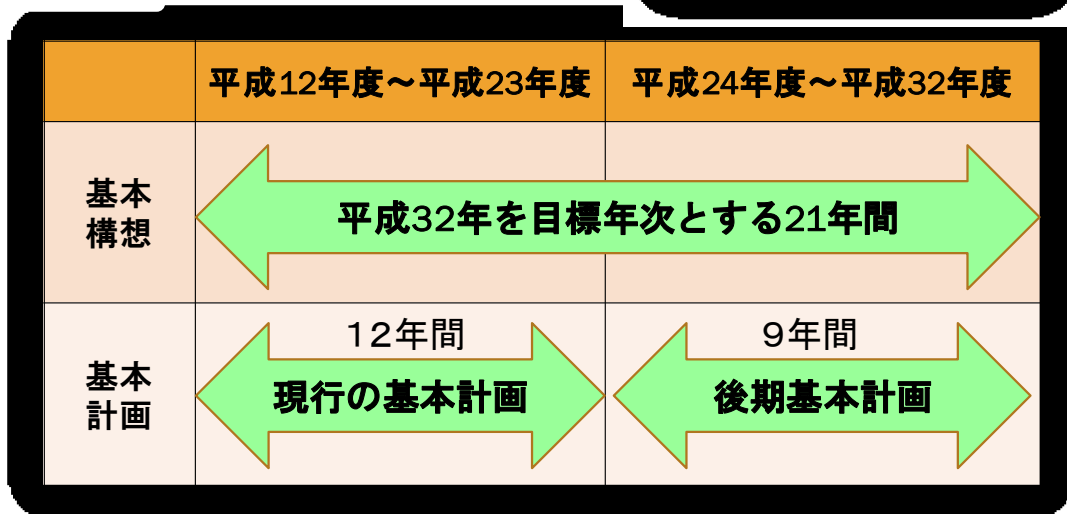 平成12年度～平成23年度
平成24年度～平成32年度
基本
構想
平成32年を目標年次とする21年間
基本
計画
１２年間
現行の基本計画
９年間
後期基本計画